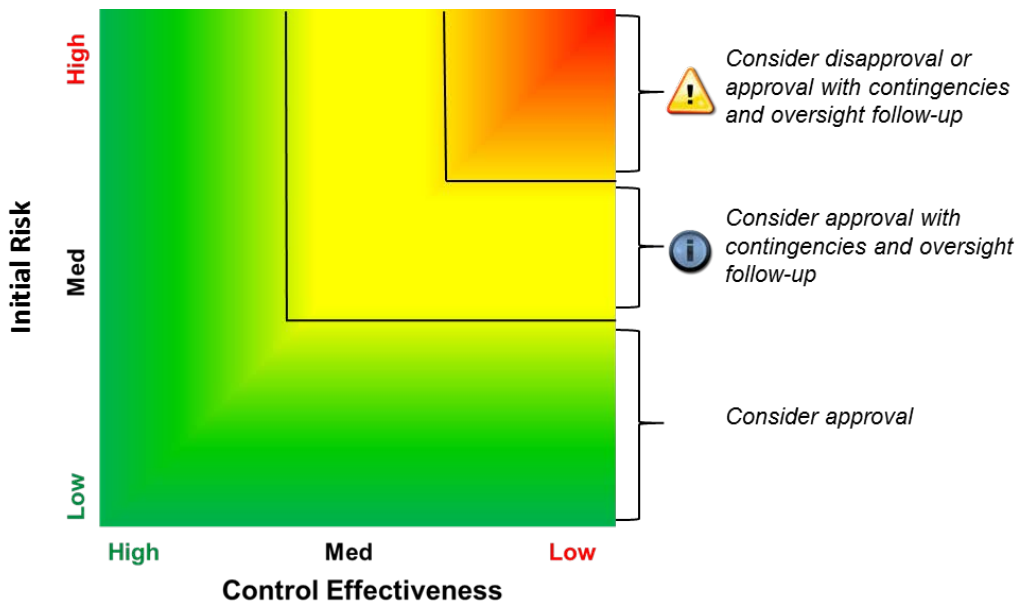 High
Med
Low
Initial Risk
High
Med
Low
Control Effectiveness
Consider disapproval or
approval with contingencies
and oversight follow-up
Consider approval with
contingencies and oversight
follow-up
Consider approval